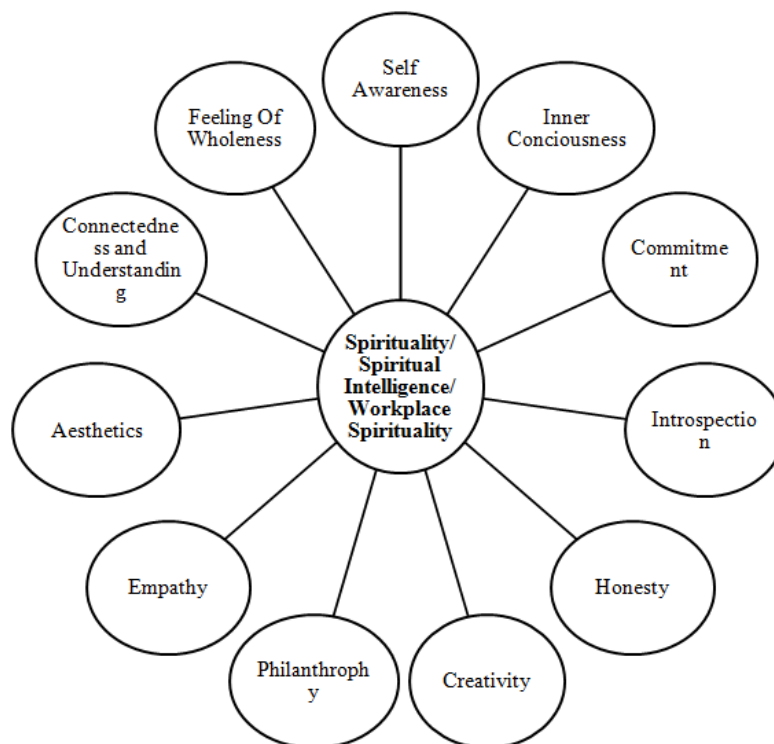 Self
Awareness
Inner
Conciousness
Commitme
nt
Introspectio
n
Honesty
Creativity
Philanthroph
y
Empathy
Aesthetics
Connectedne
ss and
Understandin
g
Feeling Of
Wholeness
Spirituality/
Spiritual
Intelligence/
Workplace
Spirituality